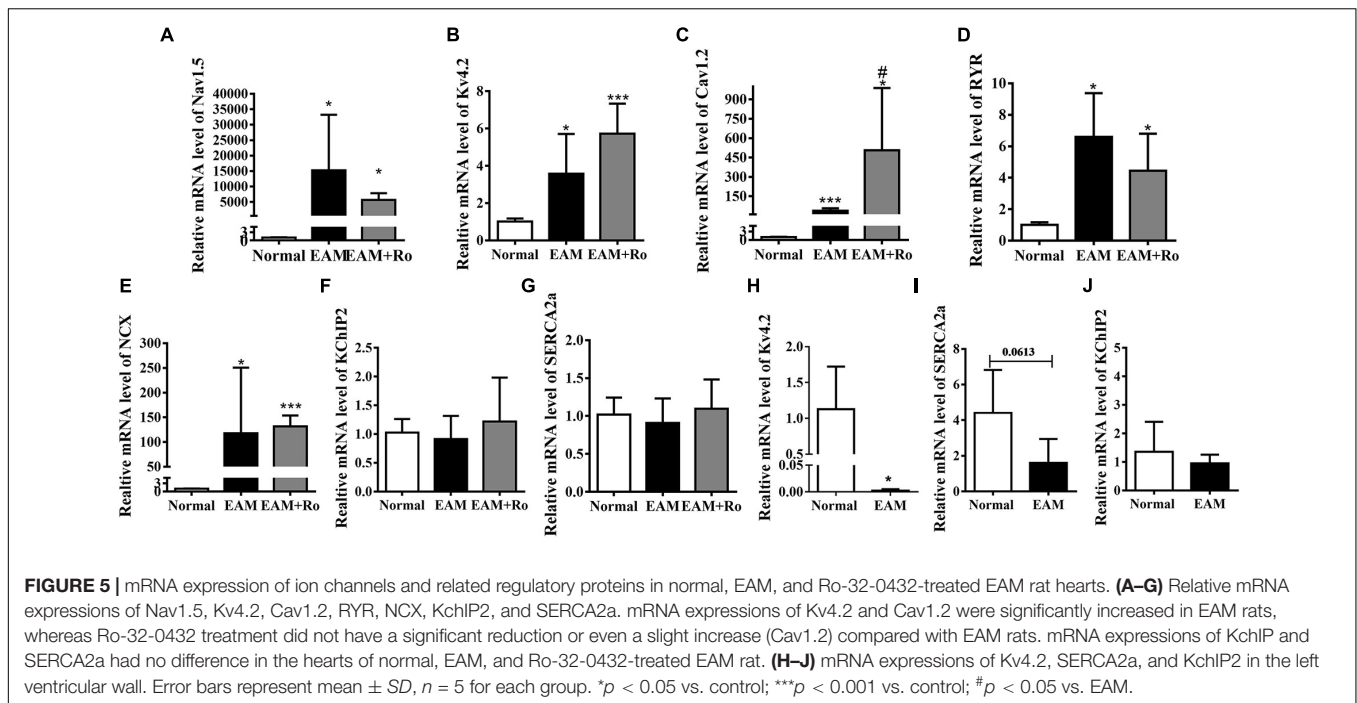 A
Relative mRNA level of Nav1.5
40000
35000
30000
25000
20000
15000
10000
5000
3
0
*
*
Normal EAM EAM+Ro
B
Realtive mRNA level of Kv4.2
8
6
4
2
0
*
***
Normal EAM EAM+Ro
C
Realtive mRNA level of Cav1.2
900
750
600
450
300
150
3
0
***
#
*
Normal EAM EAM+Ro
D
Realtive mRNA level of RYR
10
8
6
4
2
0
*
*
Normal EAM EAM+Ro
E
Realtive mRNA level of NCX
300
250
200
150
100
50
3
0
*
***
Normal EAM EAM+Ro
F
Realtive mRNA level of KChIP2
2.5
2.0
1.5
1.0
0.5
0.0
Normal EAM EAM+Ro
G
Realtive mRNA level of SERCA2a
2.0
1.5
1.0
0.5
0.0
Normal EAM EAM+Ro
H
Realtive mRNA level of Kv4.2
2.0
1.5
1.0
0.5
0.05
0.00
*
Normal EAM
I
Relative mRNA level of SERCA2a
8
6
4
2
0
0.0613
Normal EAM
J
Realtive mRNA level of KChIP2
5
4
3
2
1
0
Normal EAM
FIGURE 5 | mRNA expression of ion channels and related regulatory proteins in normal, EAM, and Ro-32-0432-treated EAM rat hearts. (A–G) Relative mRNA
expressions of Nav1.5, Kv4.2, Cav1.2, RYR, NCX, KchIP2, and SERCA2a. mRNA expressions of Kv4.2 and Cav1.2 were significantly increased in EAM rats,
whereas Ro-32-0432 treatment did not have a significant reduction or even a slight increase (Cav1.2) compared with EAM rats. mRNA expressions of KchIP and
SERCA2a had no difference in the hearts of normal, EAM, and Ro-32-0432-treated EAM rat. (H–J) mRNA expressions of Kv4.2, SERCA2a, and KchIP2 in the left
ventricular wall. Error bars represent mean ± SD, n = 5 for each group. *p < 0.05 vs. control; ***p < 0.001 vs. control; #p < 0.05 vs. EAM.